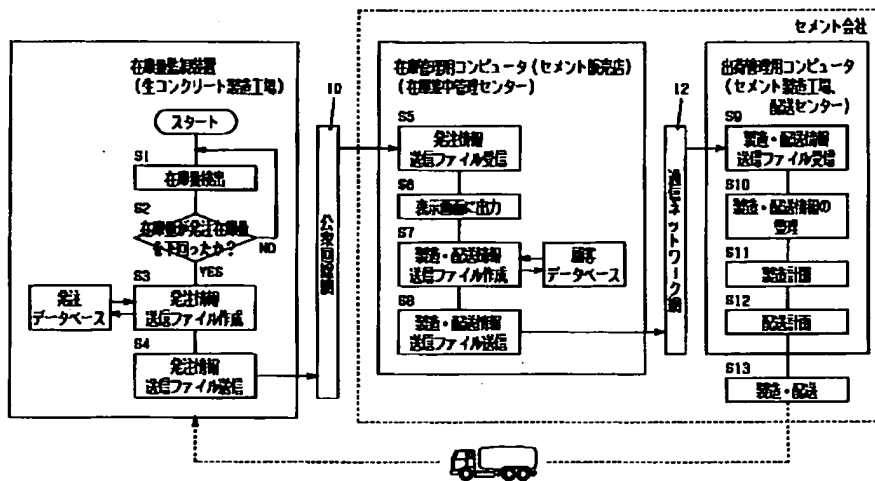 セメント会社
在庫量監視装置
(生コンクリート製造工場)
スタート
S1
在庫量検出
S2
在庫量が発注在庫量
を下回ったか?
NO
YES
S3
発注
データベース
発注情報
送信ファイル作成
S4
発注情報
送信ファイル送信
10
公衆回線網
在庫管理用コンピュータ(セメント販売店)
(在庫集中管理センター)
S5
発注情報
送信ファイル受信
S6
表示画面に出力
S7
製造・配送情報
送信ファイル作成
顧客
データベース
S8
製造・配送情報
送信ファイル送信
12
通信ネットワーク網
出荷管理用コンピュータ
(セメント製造工場、
配送センター)
S9
製造・配送情報
送信ファイル受信
S10
製造・配送情報の
管理
S11
製造計画
S12
配送計画
S13
製造・配送